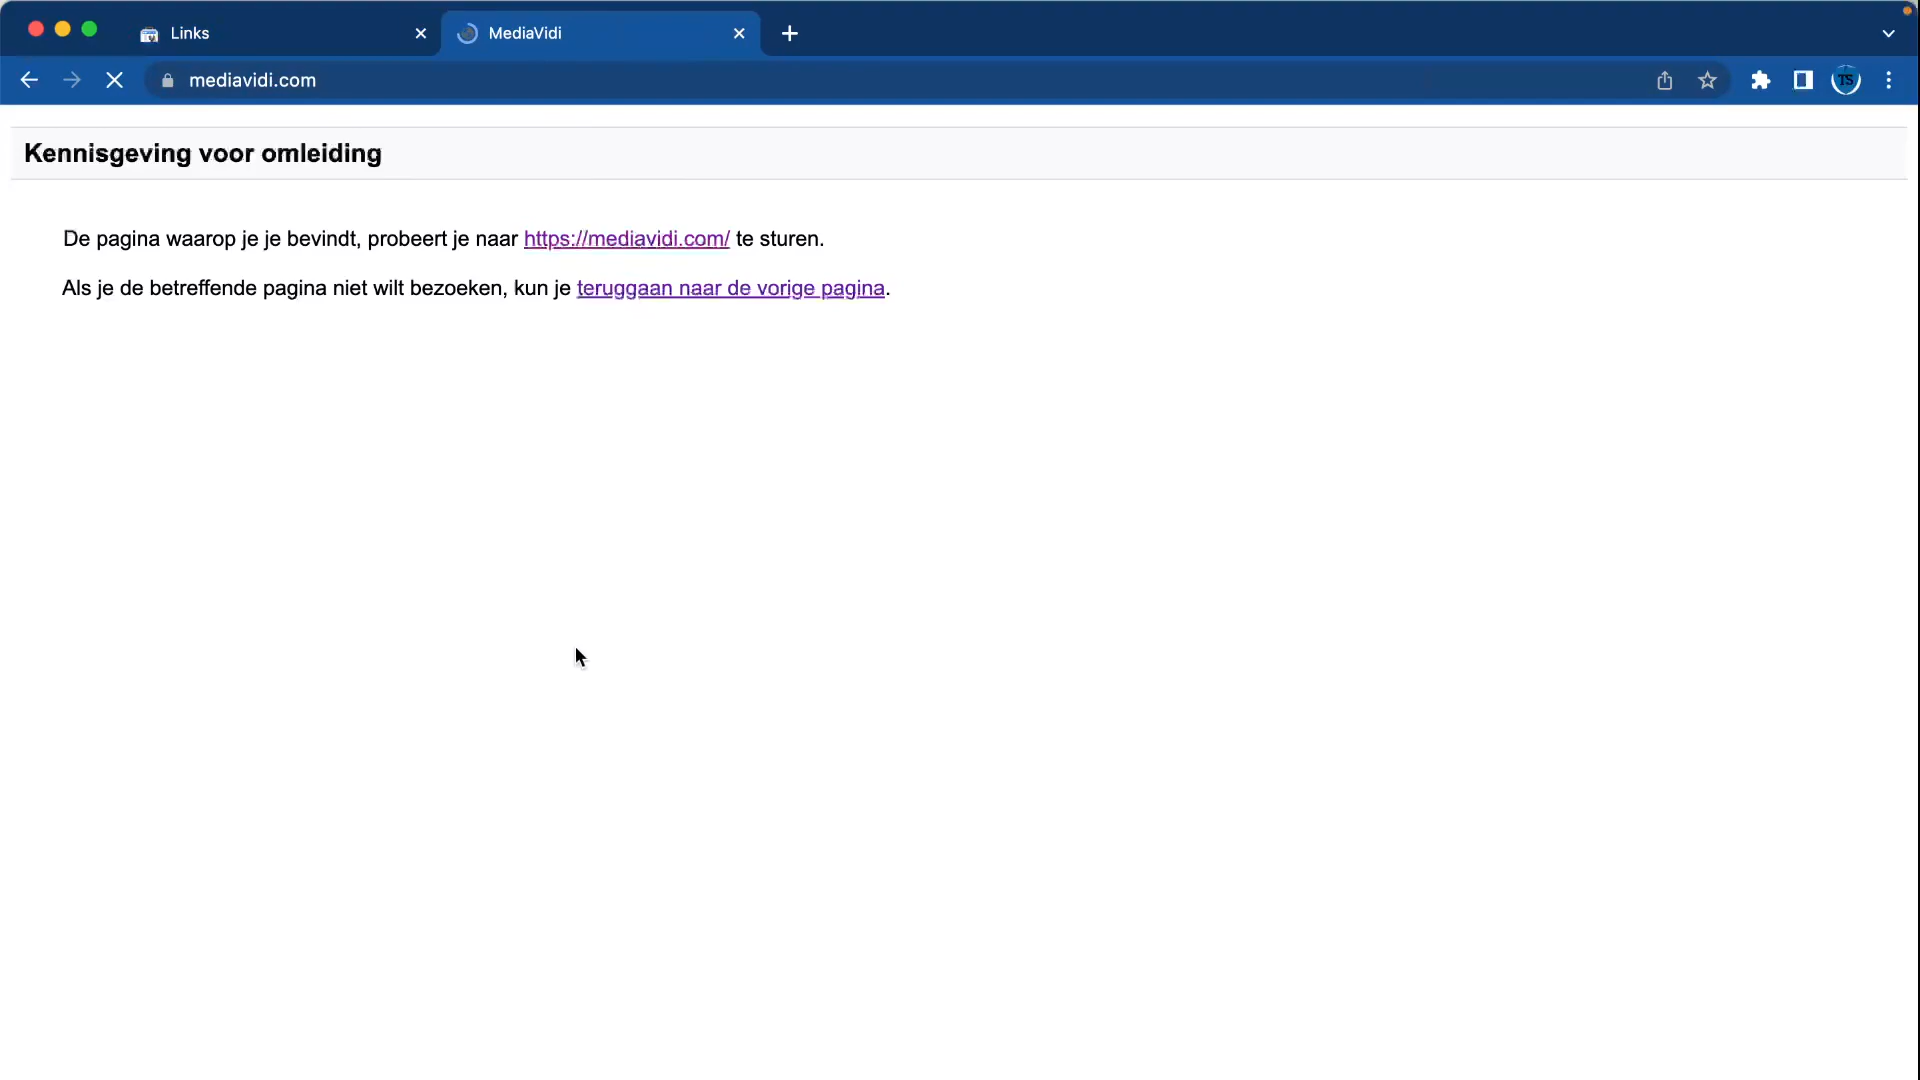 Links
MediaVidi
mediavidi.com
TS
Kennisgeving voor omleiding
De pagina waarop je je bevindt, probeert je naar https://mediavidi.com/ te sturen.
Als je de betreffende pagina niet wilt bezoeken, kun je teruggaan naar de vorige pagina.